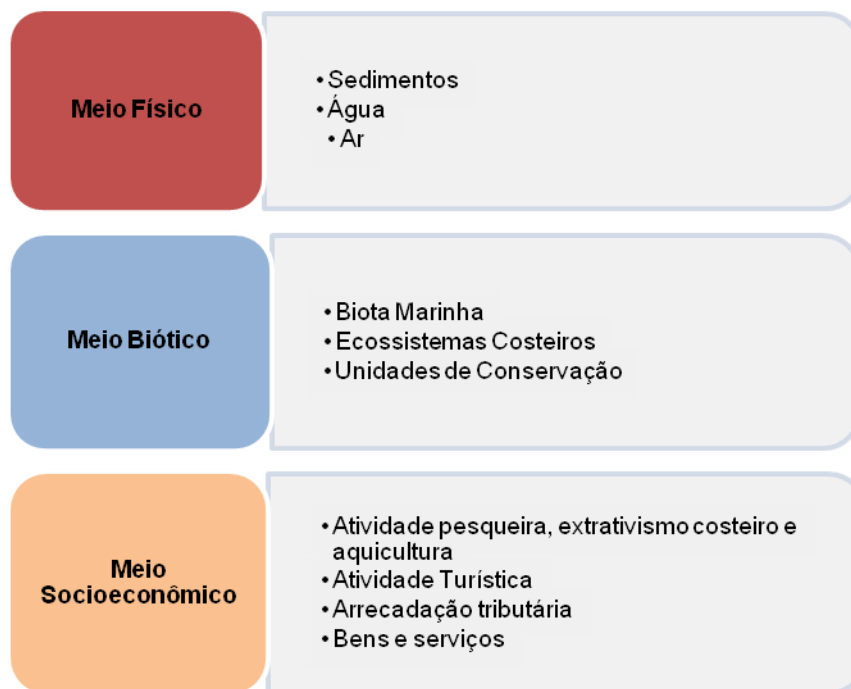 Meio Físico
• Sedimentos
• Água
• Ar
Meio Biótico
• Biota Marinha
• Ecossistemas Costeiros
• Unidades de Conservação
Meio
Socioeconômico
• Atividade pesqueira, extrativismo costeiro e
aquicultura
• Atividade Turística
• Arrecadação tributária
• Bens e serviços